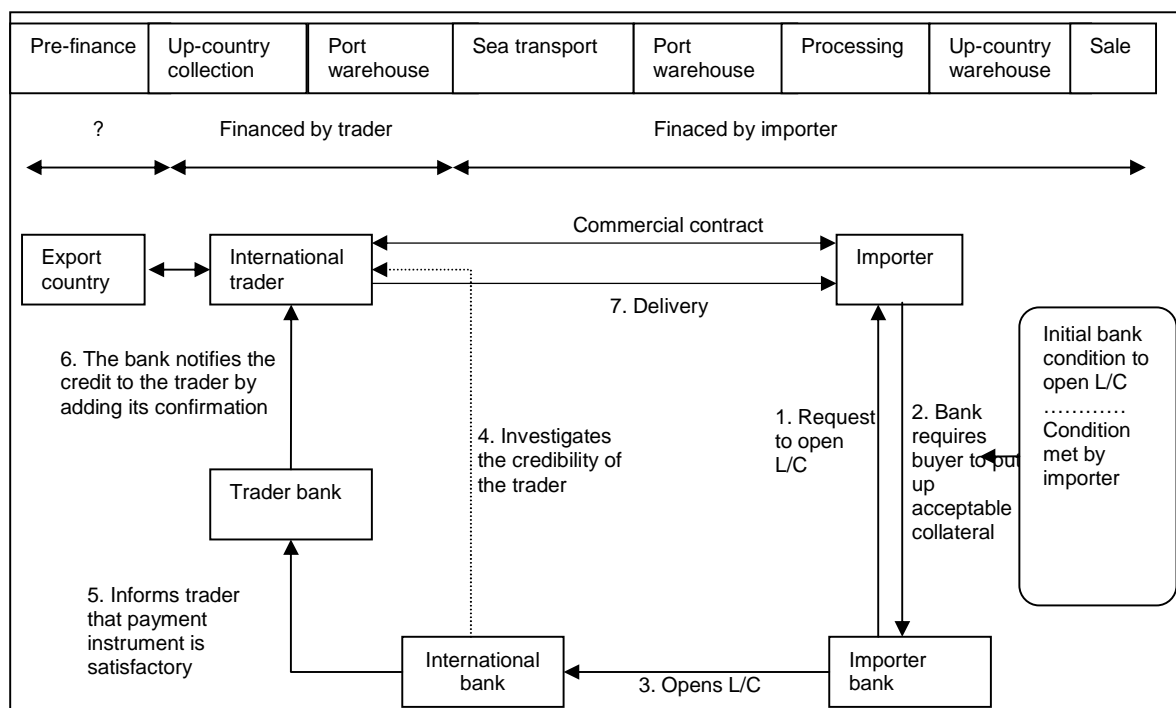 Pre-finance
Up-country
collection
Port
warehouse
Sea transport
Port
warehouse
Processing
Up-country
warehouse
Sale
?
Financed by trader
Finaced by importer
Commercial contract
Export
country
International
trader
Importer
7. Delivery
Initial bank
condition to
open L/C
…………
Condition
met by
importer
6. The bank notifies the
credit to the trader by
adding its confirmation
4. Investigates
the credibility of
the trader
1. Request
to open
L/C
2. Bank
requires
buyer to put
up
acceptable
collateral
Trader bank
5. Informs trader
that payment
instrument is
satisfactory
International
bank
3. Opens L/C
Importer
bank